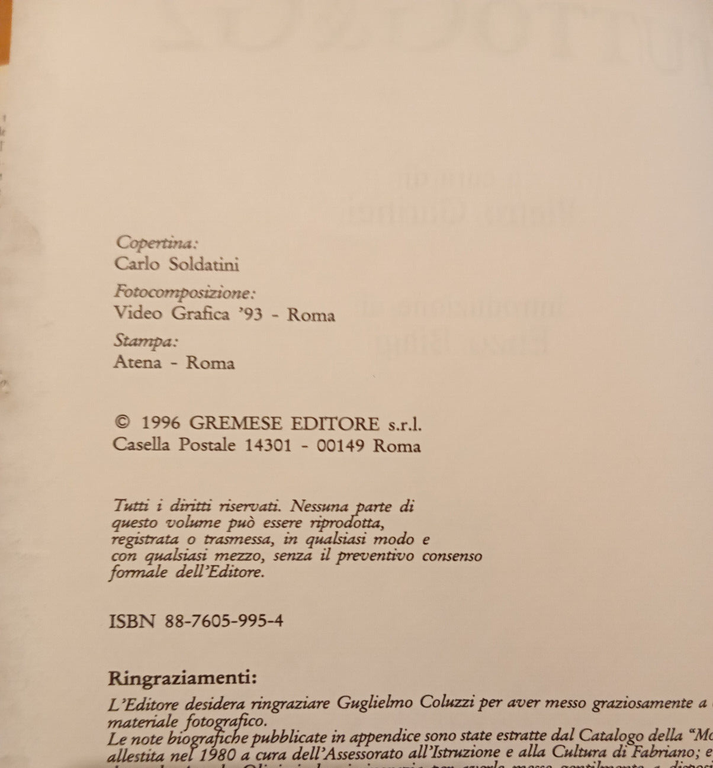 Copertina:
Carlo Soldatini
Fotocomposizione:
Video Grafica '93 - Roma
Stampa:
Atena - Roma
© 1996 GREMESE EDITORE s.r.l.
Casella Postale 14301 - 00149 Roma
Tutti i diritti riservati. Nessuna parte di
questo volume può essere riprodotta,
registrata o trasmessa, in qualsiasi modo e
con qualsiasi mezzo, senza il preventivo consenso
formale dell'Editore.
ISBN 88-7605-995-4
Ringraziamenti:
L'Editore desidera ringraziare Guglielmo Coluzzi per aver messo graziosamente a
materiale fotografico.
Le note biografiche pubblicate in appendice sono state estratte dal Catalogo della "Mo
allestita nel 1980 a cura dell'Assessorato all'Istruzione e alla Cultura di Fabriano; e